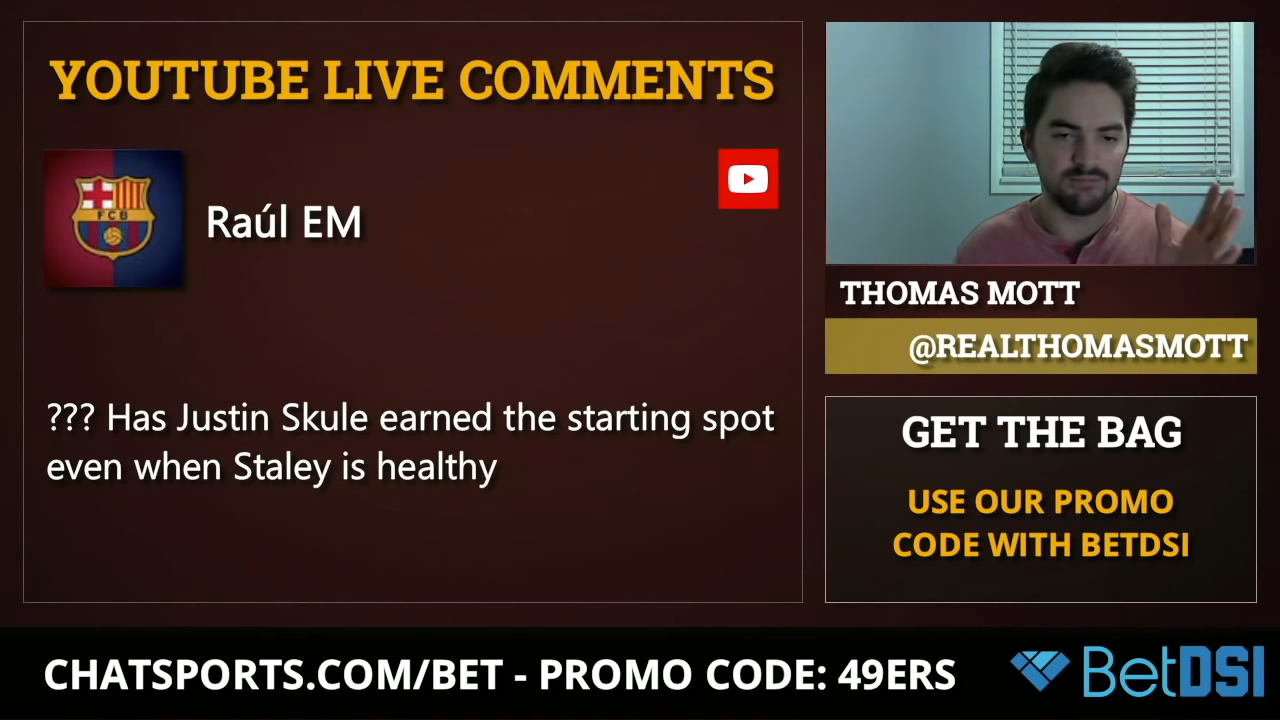 YOUTUBE LIVE COMMENTS
FCB
Raúl EM
??? Has Justin Skule earned the starting spot
even when Staley is healthy
THOMAS MOTT
@REALTHOMASMOTT
GET THE BAG
USE OUR PROMO
CODE WITH BETDSI
CHATSPORTS.COM/BET - PROMO CODE: 49ERS
BetDSI